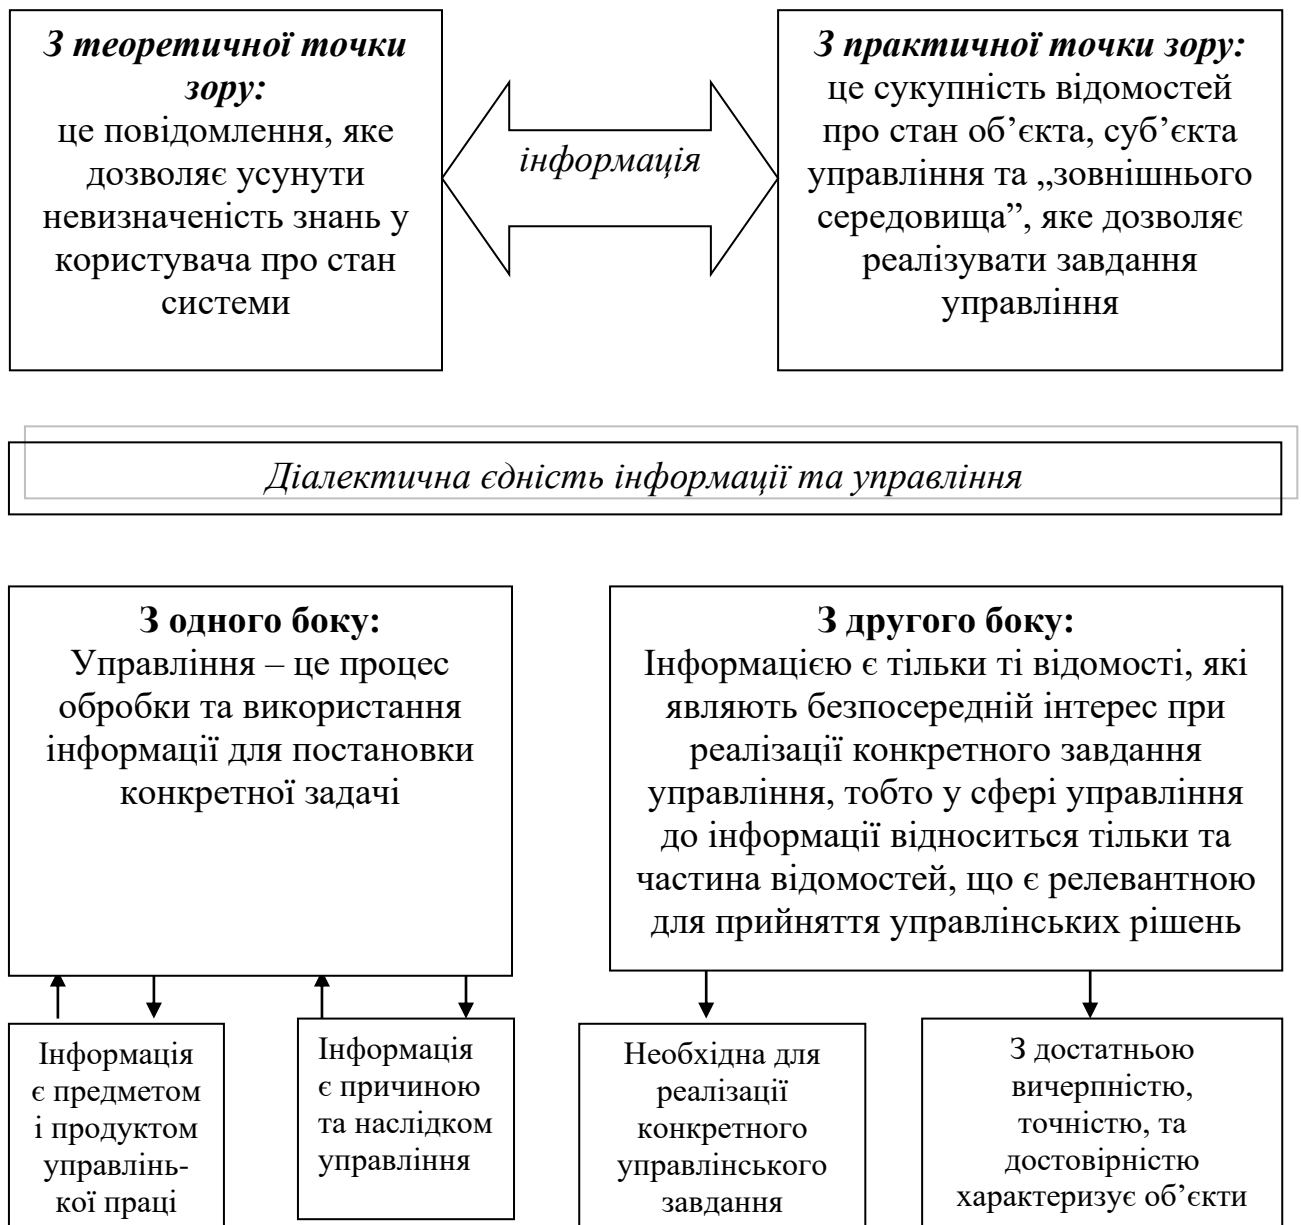 З теоретичної точки
зору:
це повідомлення, яке
дозволяє усунути
невизначеність знань у
користувача про стан
системи
інформація
З практичної точки зору:
це сукупність відомостей
про стан об’єкта, суб’єкта
управління та „зовнішнього
середовища”, яке дозволяє
реалізувати завдання
управління
Діалектична єдність інформації та управління
З одного боку:
Управління – це процес
обробки та використання
інформації для постановки
конкретної задачі
З другого боку:
Інформацією є тільки ті відомості, які
являють безпосередній інтерес при
реалізації конкретного завдання
управління, тобто у сфері управління
до інформації відноситься тільки та
частина відомостей, що є релевантною
для прийняття управлінських рішень
Інформація
є предметом
і продуктом
управлінь-
кої праці
Інформація
є причиною
та наслідком
управління
Необхідна для
реалізації
конкретного
управлінського
завдання
З достатньою
вичерпністю,
точністю, та
достовірністю
характеризує об’єкти